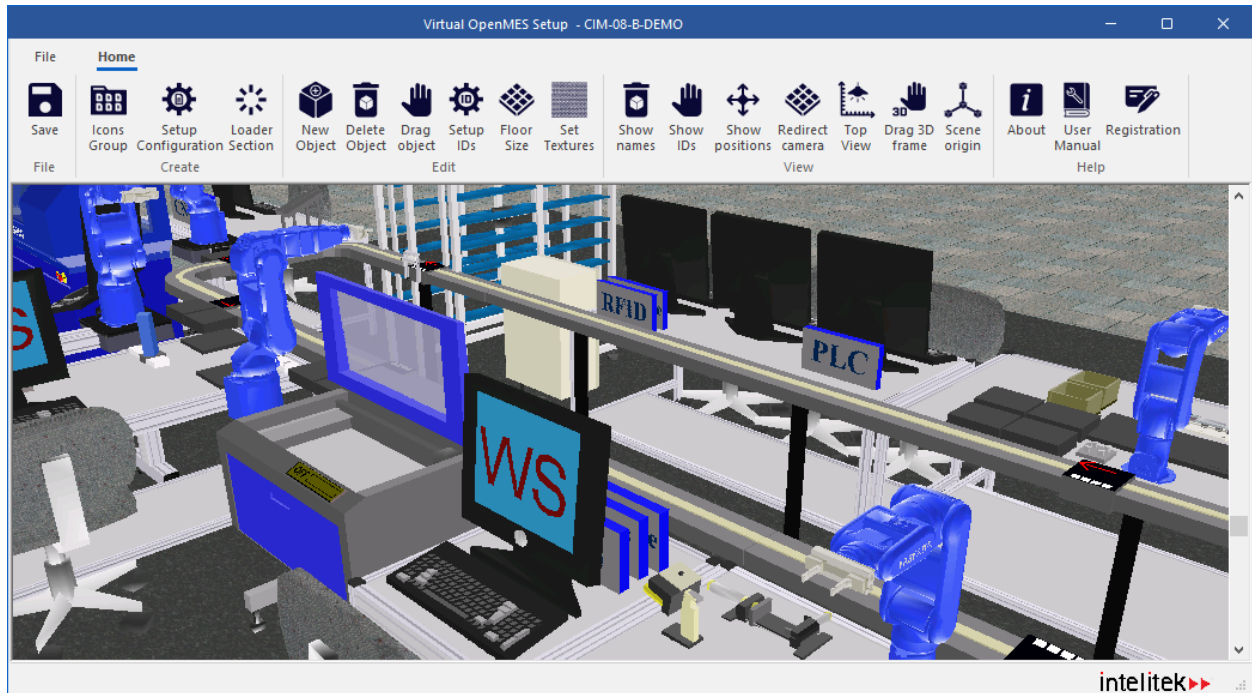 Virtual OpenMES Setup - CIM-08-B-DEMO
File Home
Save Icons Group Setup Configuration Loader Section New Object Delete Object Drag object Setup IDs Floor Size Set Textures Show names Show IDs Show positions Redirect camera Top View Drag 3D frame Scene origin About User Manual Registration
File Create Edit View Help
RFID
PLC
WS
intelitek